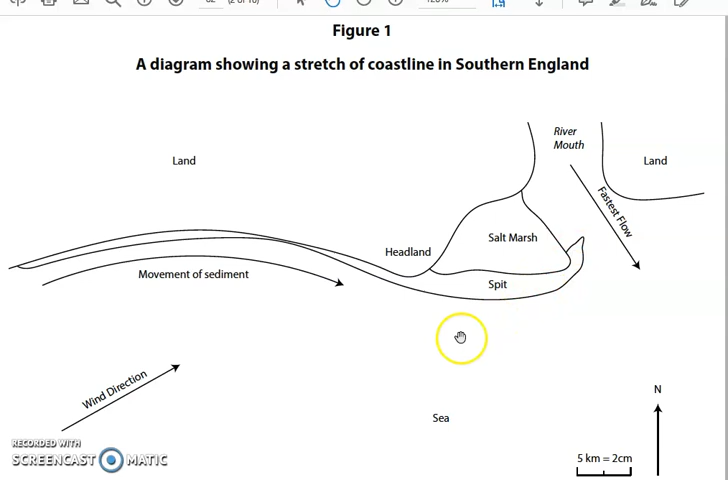 Figure 1
A diagram showing a stretch of coastline in Southern England
River
Mouth
Land
Land
Fastest Flow
Salt Marsh
Headland
Movement of sediment
Spit
Wind Direction
N
Sea
RECORDED WITH
SCREENCAST MATIC
5 km = 2cm